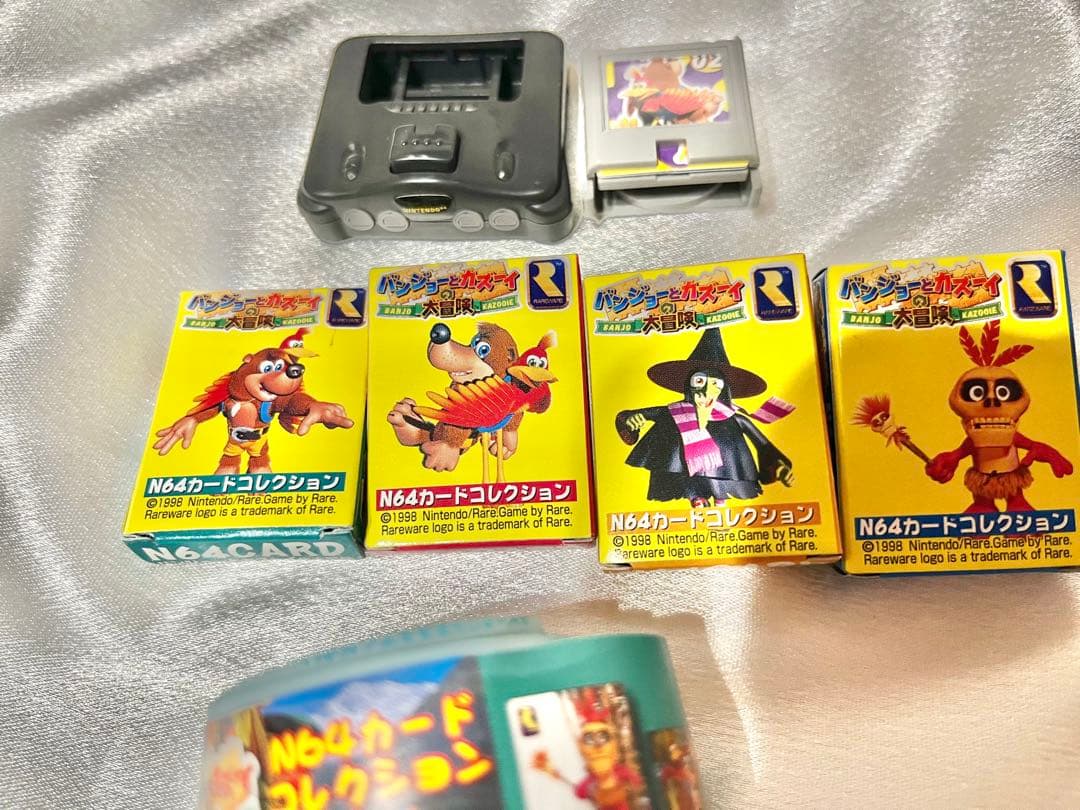 02
NINTENDO64
バンジョーとカズーイ
の
大冒険
BANJO
KAZOOIE
R
RAREWARE
N64カードコレクション
©1998 Nintendo/Rare.Game by Rare.
Rareware logo is a trademark of Rare.
N64CARD
バンジョーとカズーイ
の
大冒険
BANJO
KAZOOIE
R
RAREWARE
N64カードコレクション
©1998 Nintendo/Rare.Game by Rare.
Rareware logo is a trademark of Rare.
バンジョーとカズーイ
の
大冒険
BANJO
KAZOOIE
R
RAREWARE
N64カードコレクション
©1998 Nintendo/Rare.Game by Rare.
Rareware logo is a trademark of Rare.
バンジョーとカズーイ
の
大冒険
BANJO
KAZOOIE
R
RAREWARE
N64カードコレクション
©1998 Nintendo/Rare.Game by Rare.
Rareware logo is a trademark of Rare.
N64カード
コレクション
R